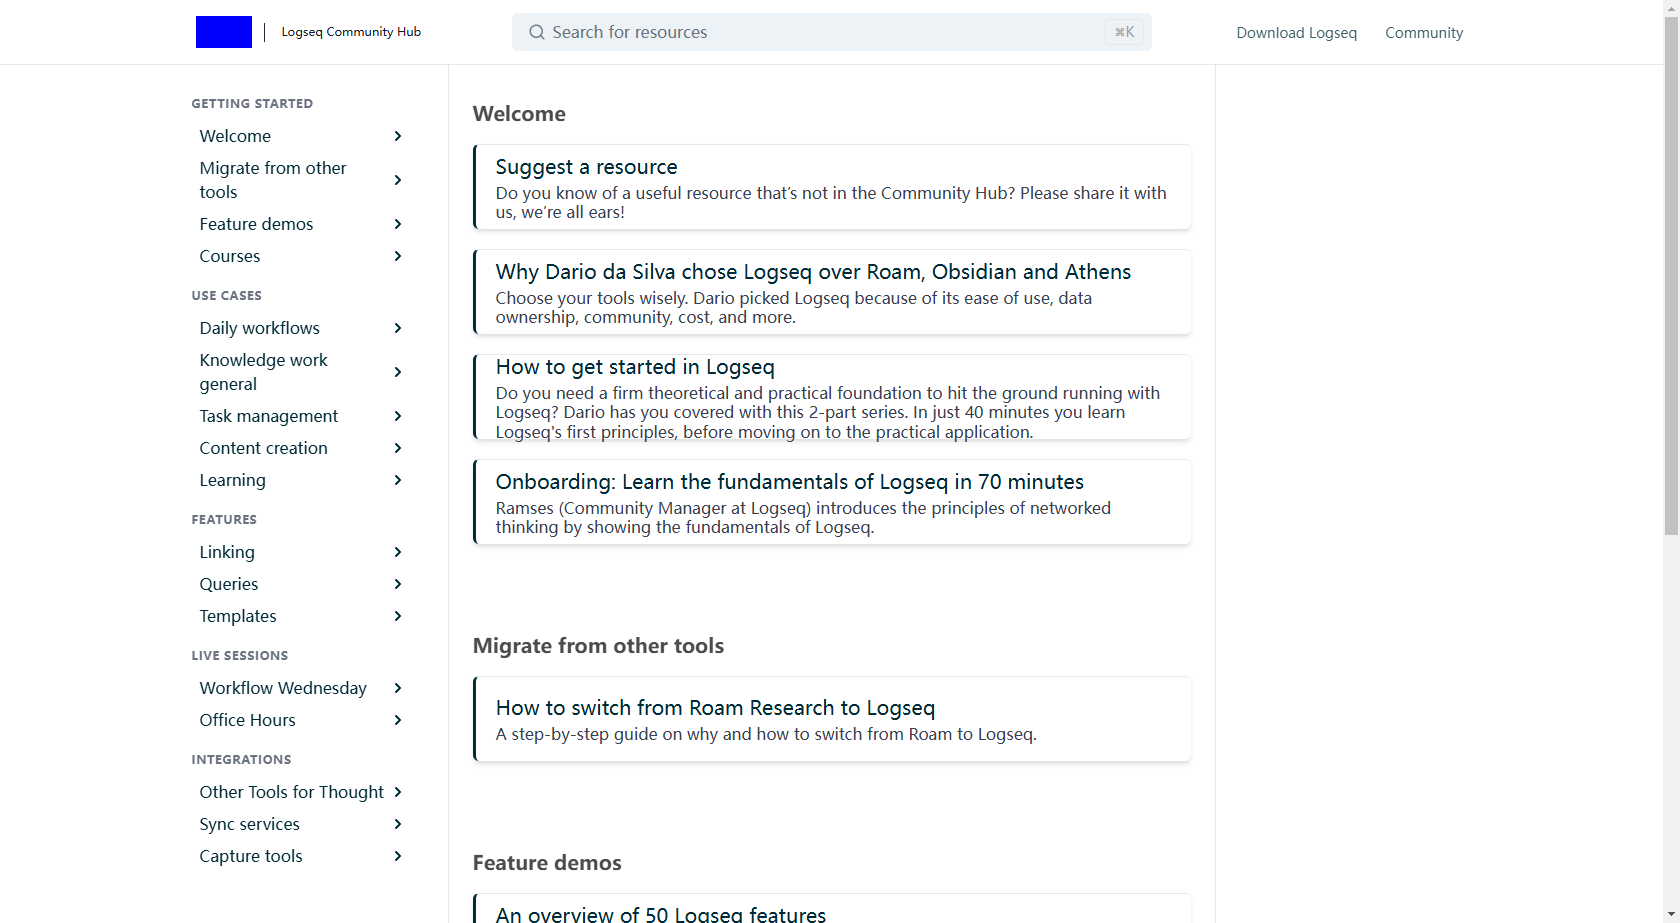 Logseq Community Hub
Search for resources
⌘K
Download Logseq
Community
GETTING STARTED
Welcome
Migrate from other
tools
Feature demos
Courses
USE CASES
Daily workflows
Knowledge work
general
Task management
Content creation
Learning
FEATURES
Linking
Queries
Templates
LIVE SESSIONS
Workflow Wednesday
Office Hours
INTEGRATIONS
Other Tools for Thought
Sync services
Capture tools
Welcome
Suggest a resource
Do you know of a useful resource that’s not in the Community Hub? Please share it with
us, we’re all ears!
Why Dario da Silva chose Logseq over Roam, Obsidian and Athens
Choose your tools wisely. Dario picked Logseq because of its ease of use, data
ownership, community, cost, and more.
How to get started in Logseq
Do you need a firm theoretical and practical foundation to hit the ground running with
Logseq? Dario has you covered with this 2-part series. In just 40 minutes you learn
Logseq's first principles, before moving on to the practical application.
Onboarding: Learn the fundamentals of Logseq in 70 minutes
Ramses (Community Manager at Logseq) introduces the principles of networked
thinking by showing the fundamentals of Logseq.
Migrate from other tools
How to switch from Roam Research to Logseq
A step-by-step guide on why and how to switch from Roam to Logseq.
Feature demos
An overview of 50 Logseq features